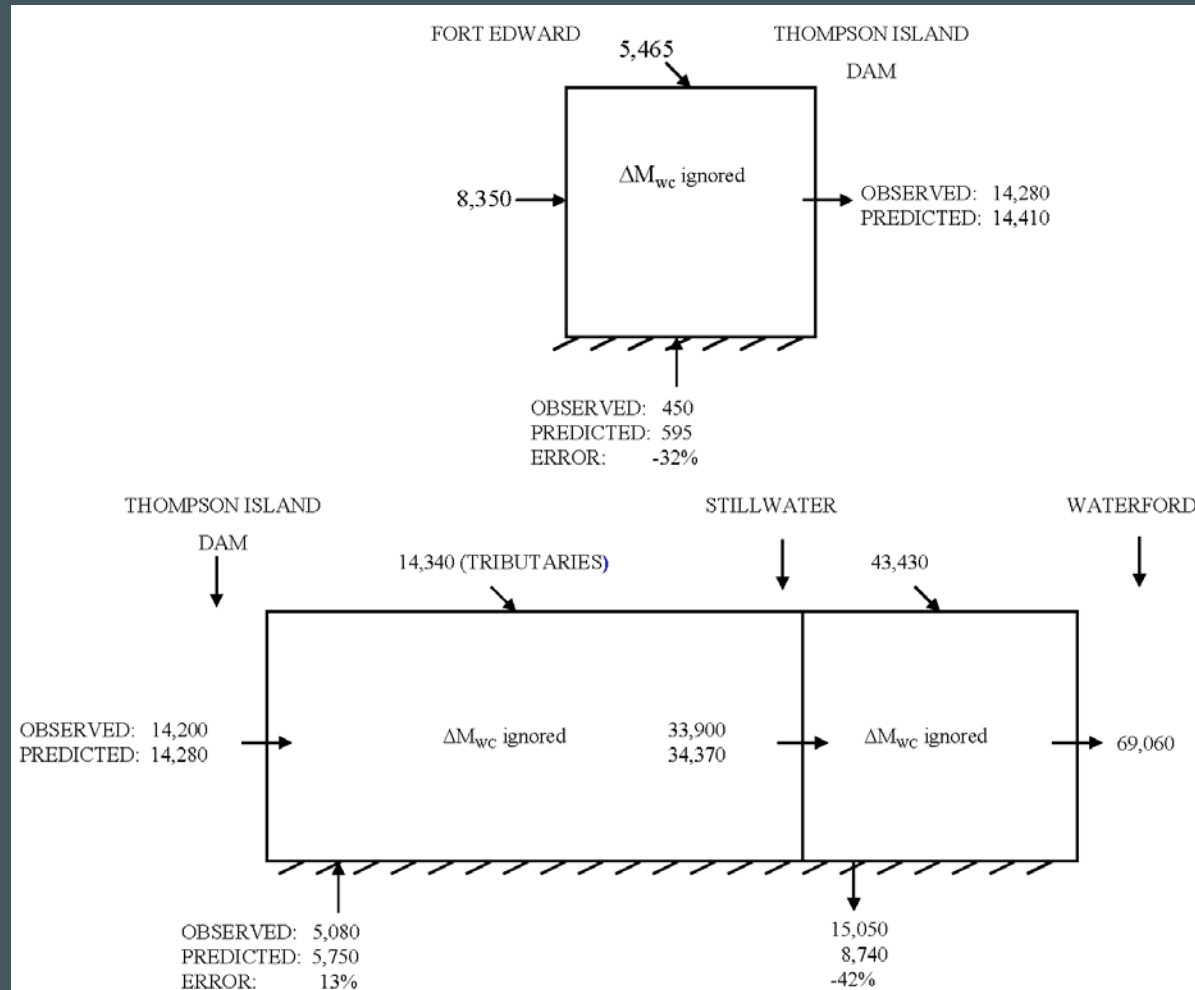 FORT EDWARD
THOMPSON ISLAND
DAM
5,465
ΔMwc ignored
8,350
OBSERVED: 14,280
PREDICTED: 14,410
OBSERVED: 450
PREDICTED: 595
ERROR: -32%
THOMPSON ISLAND
DAM
STILLWATER
WATERFORD
14,340 (TRIBUTARIES)
43,430
OBSERVED: 14,200
PREDICTED: 14,280
ΔMWC ignored
33,900
34,370
ΔMWC ignored
69,060
OBSERVED: 5,080
PREDICTED: 5,750
ERROR: 13%
15,050
8,740
-42%